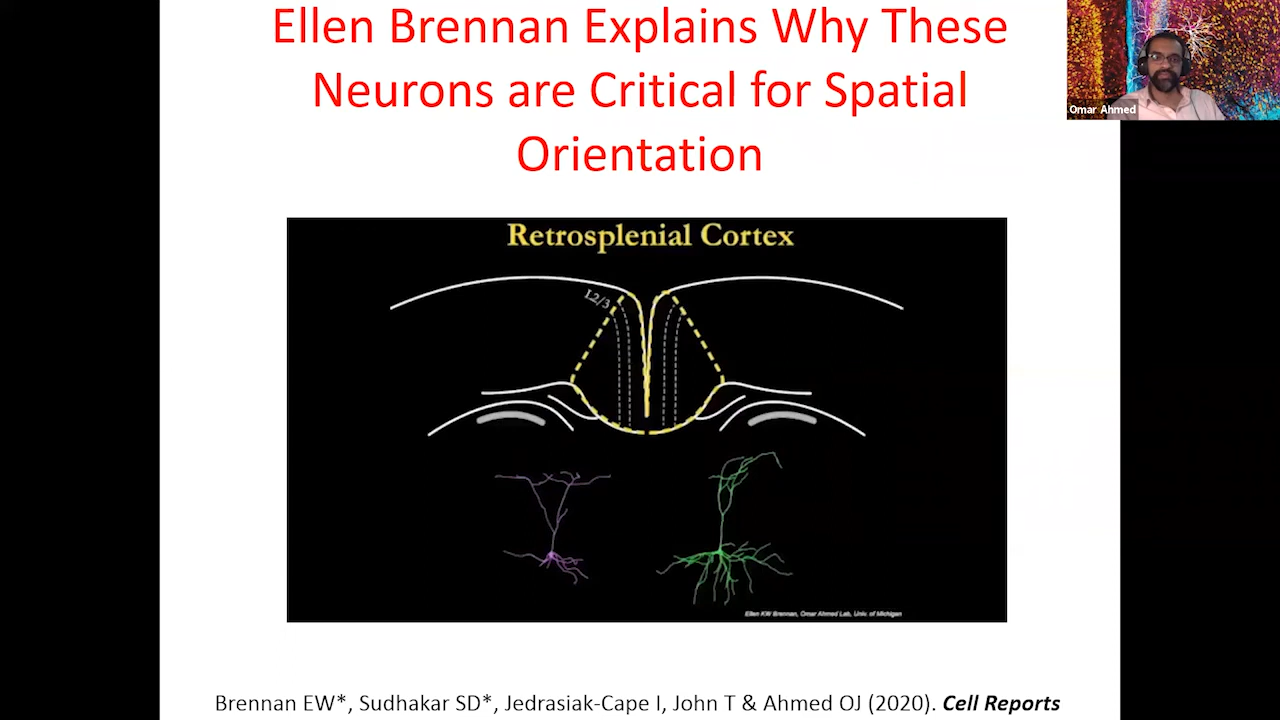 Ellen Brennan Explains Why These
Neurons are Critical for Spatial
Orientation
Omar Ahmed
Retrosplenial Cortex
L2/3
Ellen KW Brennan, Omar Ahmed Lab, Univ. of Michigan
Brennan EW*, Sudhakar SD*, Jedrasiak-Cape I, John T & Ahmed OJ (2020). Cell Reports